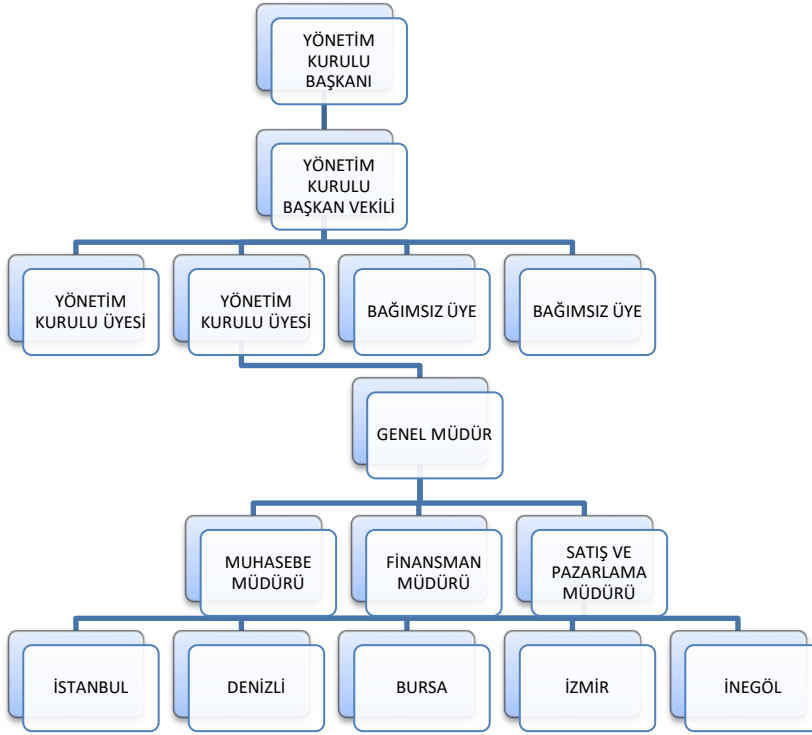 YÖNETİM
KURULU
BAŞKANI
YÖNETİM
KURULU
BAŞKAN VEKİLİ
YÖNETİM
KURULU ÜYESİ
YÖNETİM
KURULU ÜYESİ
BAĞIMSIZ ÜYE
BAĞIMSIZ ÜYE
GENEL MÜDÜR
MUHASEBE
MÜDÜRÜ
FİNANSMAN
MÜDÜRÜ
SATIŞ VE
PAZARLAMA
MÜDÜRÜ
İSTANBUL
DENİZLİ
BURSA
İZMİR
İNEGÖL